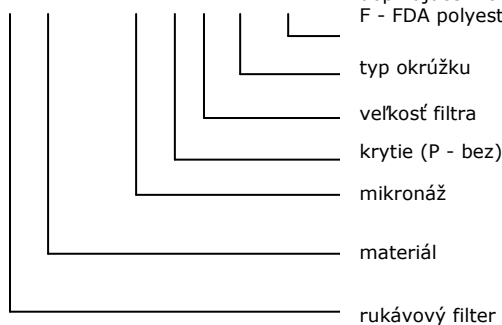 F - FDA polyest
typ okrúžku
veľkosť filtra
krytie (P - bez)
mikronáž
materiál
rukávový filter